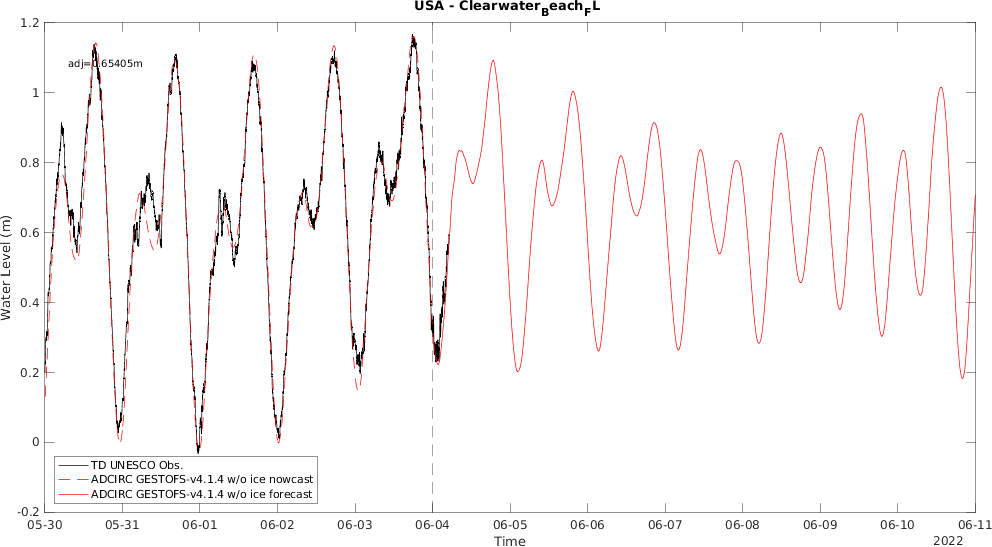 USA - Clearwater_Beach_FL
adj=0.65405m
1.2
1
0.8
0.6
0.4
0.2
0
-0.2
Water Level (m)
TD UNESCO Obs.
ADCIRC GESTOFS-v4.1.4 w/o ice nowcast
ADCIRC GESTOFS-v4.1.4 w/o ice forecast
05-30 05-31 06-01 06-02 06-03 06-04 06-05 06-06 06-07 06-08 06-09 06-10 06-11
Time
2022